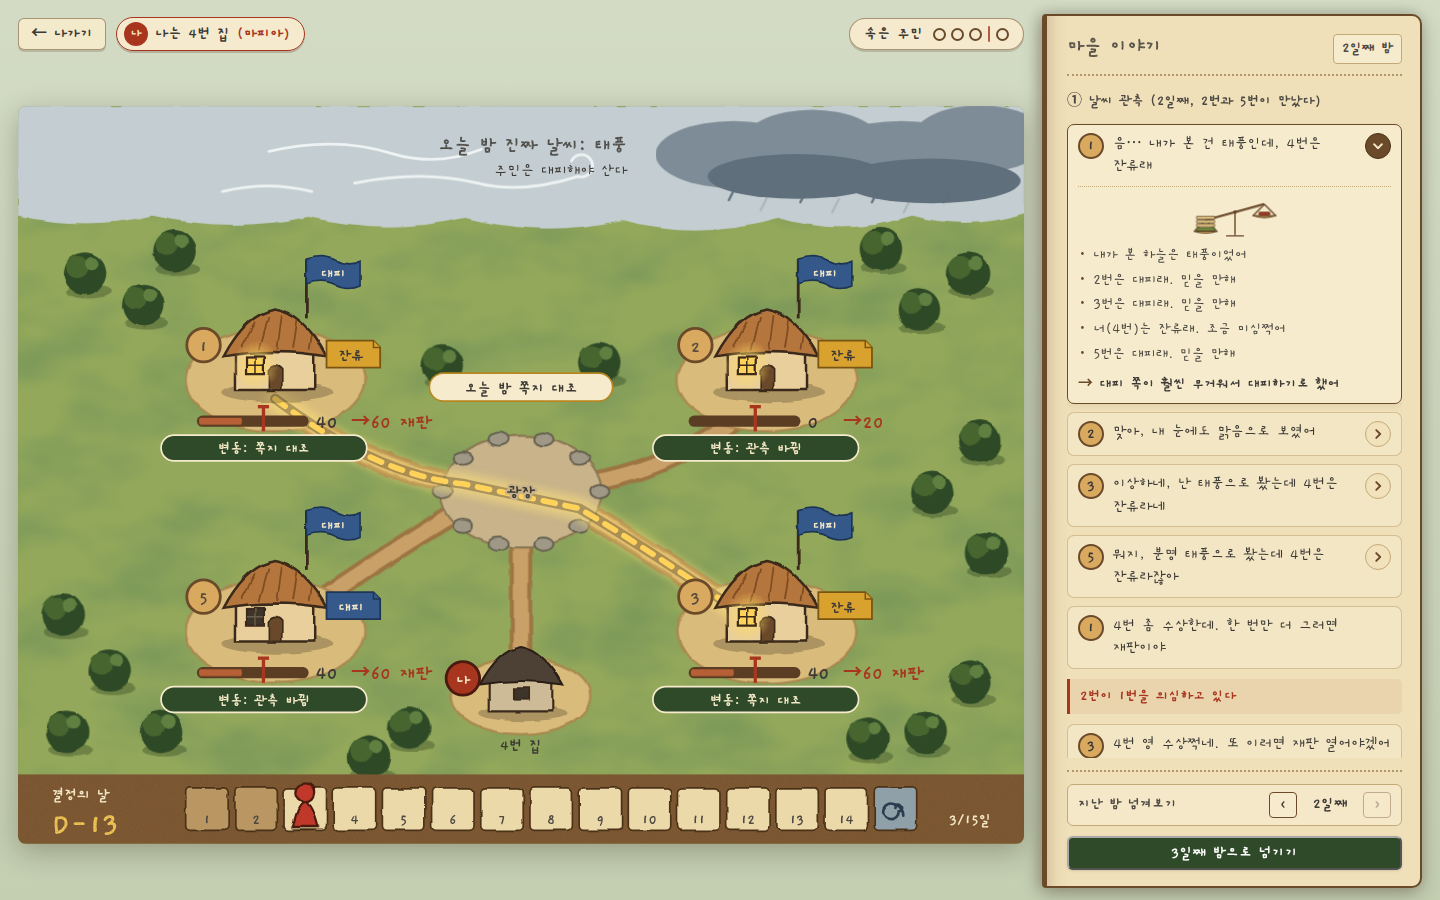 ← 나가기
나 나는 4번 집 (마피아)
속은 주민
오늘 밤 진짜 날씨: 태풍
주민은 대피해야 산다
대피
대피
1
잔류
2
잔류
오늘 밤 쪽지 대조
40 →60 재판
0 →20
변동: 쪽지 대조
변동: 관측 바뀜
광장
대피
대피
5
대피
3
잔류
40 →60 재판
나
40 →60 재판
변동: 관측 바뀜
변동: 쪽지 대조
4번 집
결정의 날
D-13
1 2 4 5 6 7 8 9 10 11 12 13 14
3/15일
마을 이야기
2일째 밤
① 날씨 관측 (2일째, 2번과 5번이 만났다)
1 음… 내가 본 건 태풍인데, 4번은
잔류래
• 내가 본 하늘은 태풍이었어
• 2번은 대피래. 믿을 만해
• 3번은 대피래. 믿을 만해
• 너(4번)는 잔류래. 조금 미심쩍어
• 5번은 대피래. 믿을 만해
→ 대피 쪽이 훨씬 무거워서 대피하기로 했어
2 맞아, 내 눈에도 맑음으로 보였어
3 이상하네, 난 태풍으로 봤는데 4번은
잔류라네
5 뭐지, 분명 태풍으로 봤는데 4번은
잔류라잖아
1 4번 좀 수상한데. 한 번만 더 그러면
재판이야
2번이 1번을 의심하고 있다
3 4번 영 수상쩍네. 또 이러면 재판 열어야겠어
지난 밤 넘겨보기
‹ 2일째 ›
3일째 밤으로 넘기기